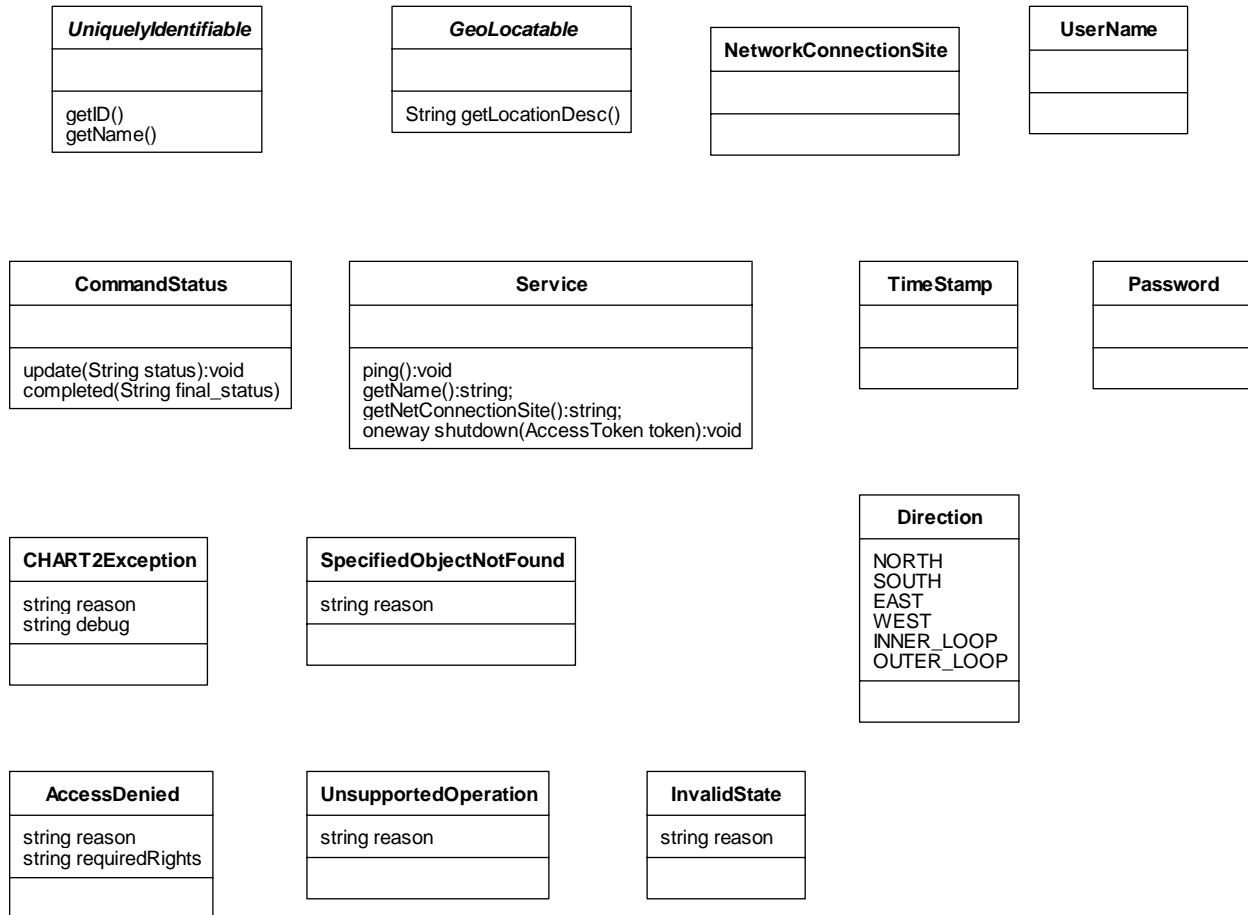 UniquelyIdentifiable
getID()
getName()
GeoLocatable
String getLocationDesc()
NetworkConnectionSite
UserName
CommandStatus
update(String status):void
completed(String final_status)
Service
ping():void
getName():string;
getNetConnectionSite():string;
oneway shutdown(AccessToken token):void
TimeStamp
Password
CHART2Exception
string reason
string debug
SpecifiedObjectNotFound
string reason
Direction
NORTH
SOUTH
EAST
WEST
INNER_LOOP
OUTER_LOOP
AccessDenied
string reason
string requiredRights
UnsupportedOperation
string reason
InvalidState
string reason